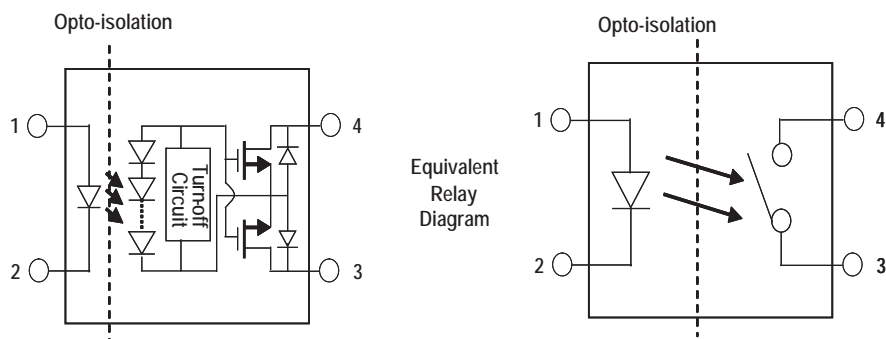 Opto-isolation
1
2
Turn-off
Circuit
4
3
Equivalent
Relay
Diagram
Opto-isolation
1
2
4
3